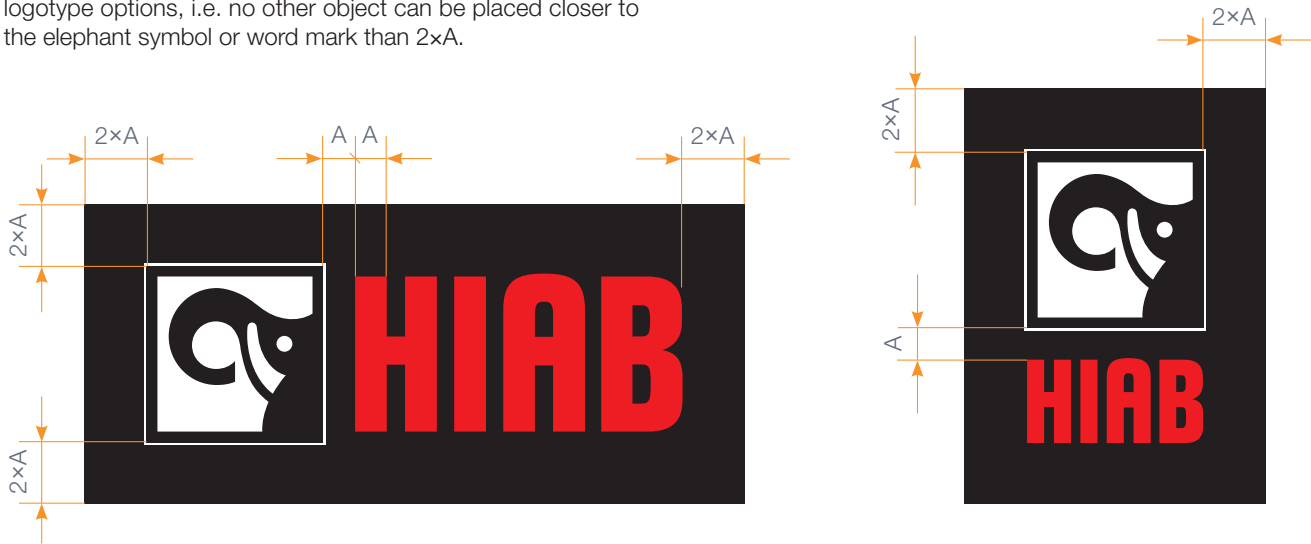 logotype options, i.e. no other object can be placed closer to
the elephant symbol or word mark than 2×A.
2×A
A
A
2×A
2×A
2×A
HIAB
2×A
2×A
A
HIAB